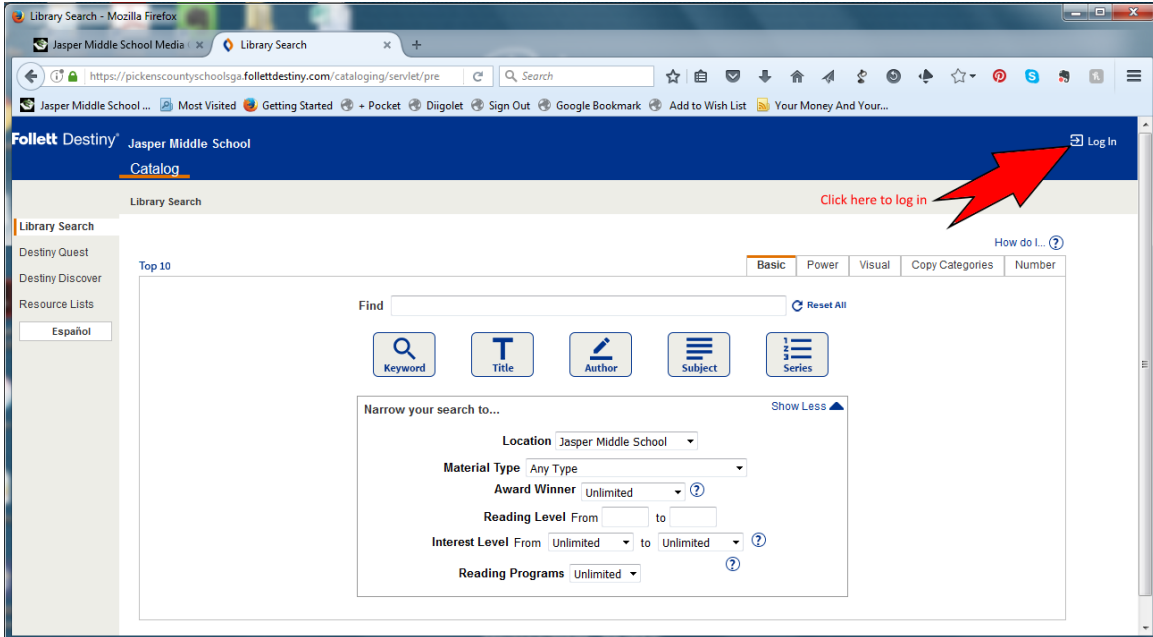 Library Search - Mozilla Firefox
Jasper Middle School Media
Library Search
https://pickenscountyschoolsga.follettdestiny.com/cataloging/servlet/pre
Search
Jasper Middle School ... Most Visited Getting Started + Pocket Diigolet Sign Out Google Bookmark Add to Wish List Your Money And Your...
Follett Destiny® Jasper Middle School
Log In
Catalog
Library Search
Click here to log in
Library Search
Destiny Quest
Destiny Discover
Resource Lists
Español
How do I... ?
Top 10
Basic Power Visual Copy Categories Number
Find
Reset All
Keyword Title Author Subject Series
Narrow your search to...
Show Less
Location Jasper Middle School
Material Type Any Type
Award Winner Unlimited ?
Reading Level From to
Interest Level From Unlimited to Unlimited ?
Reading Programs Unlimited ?